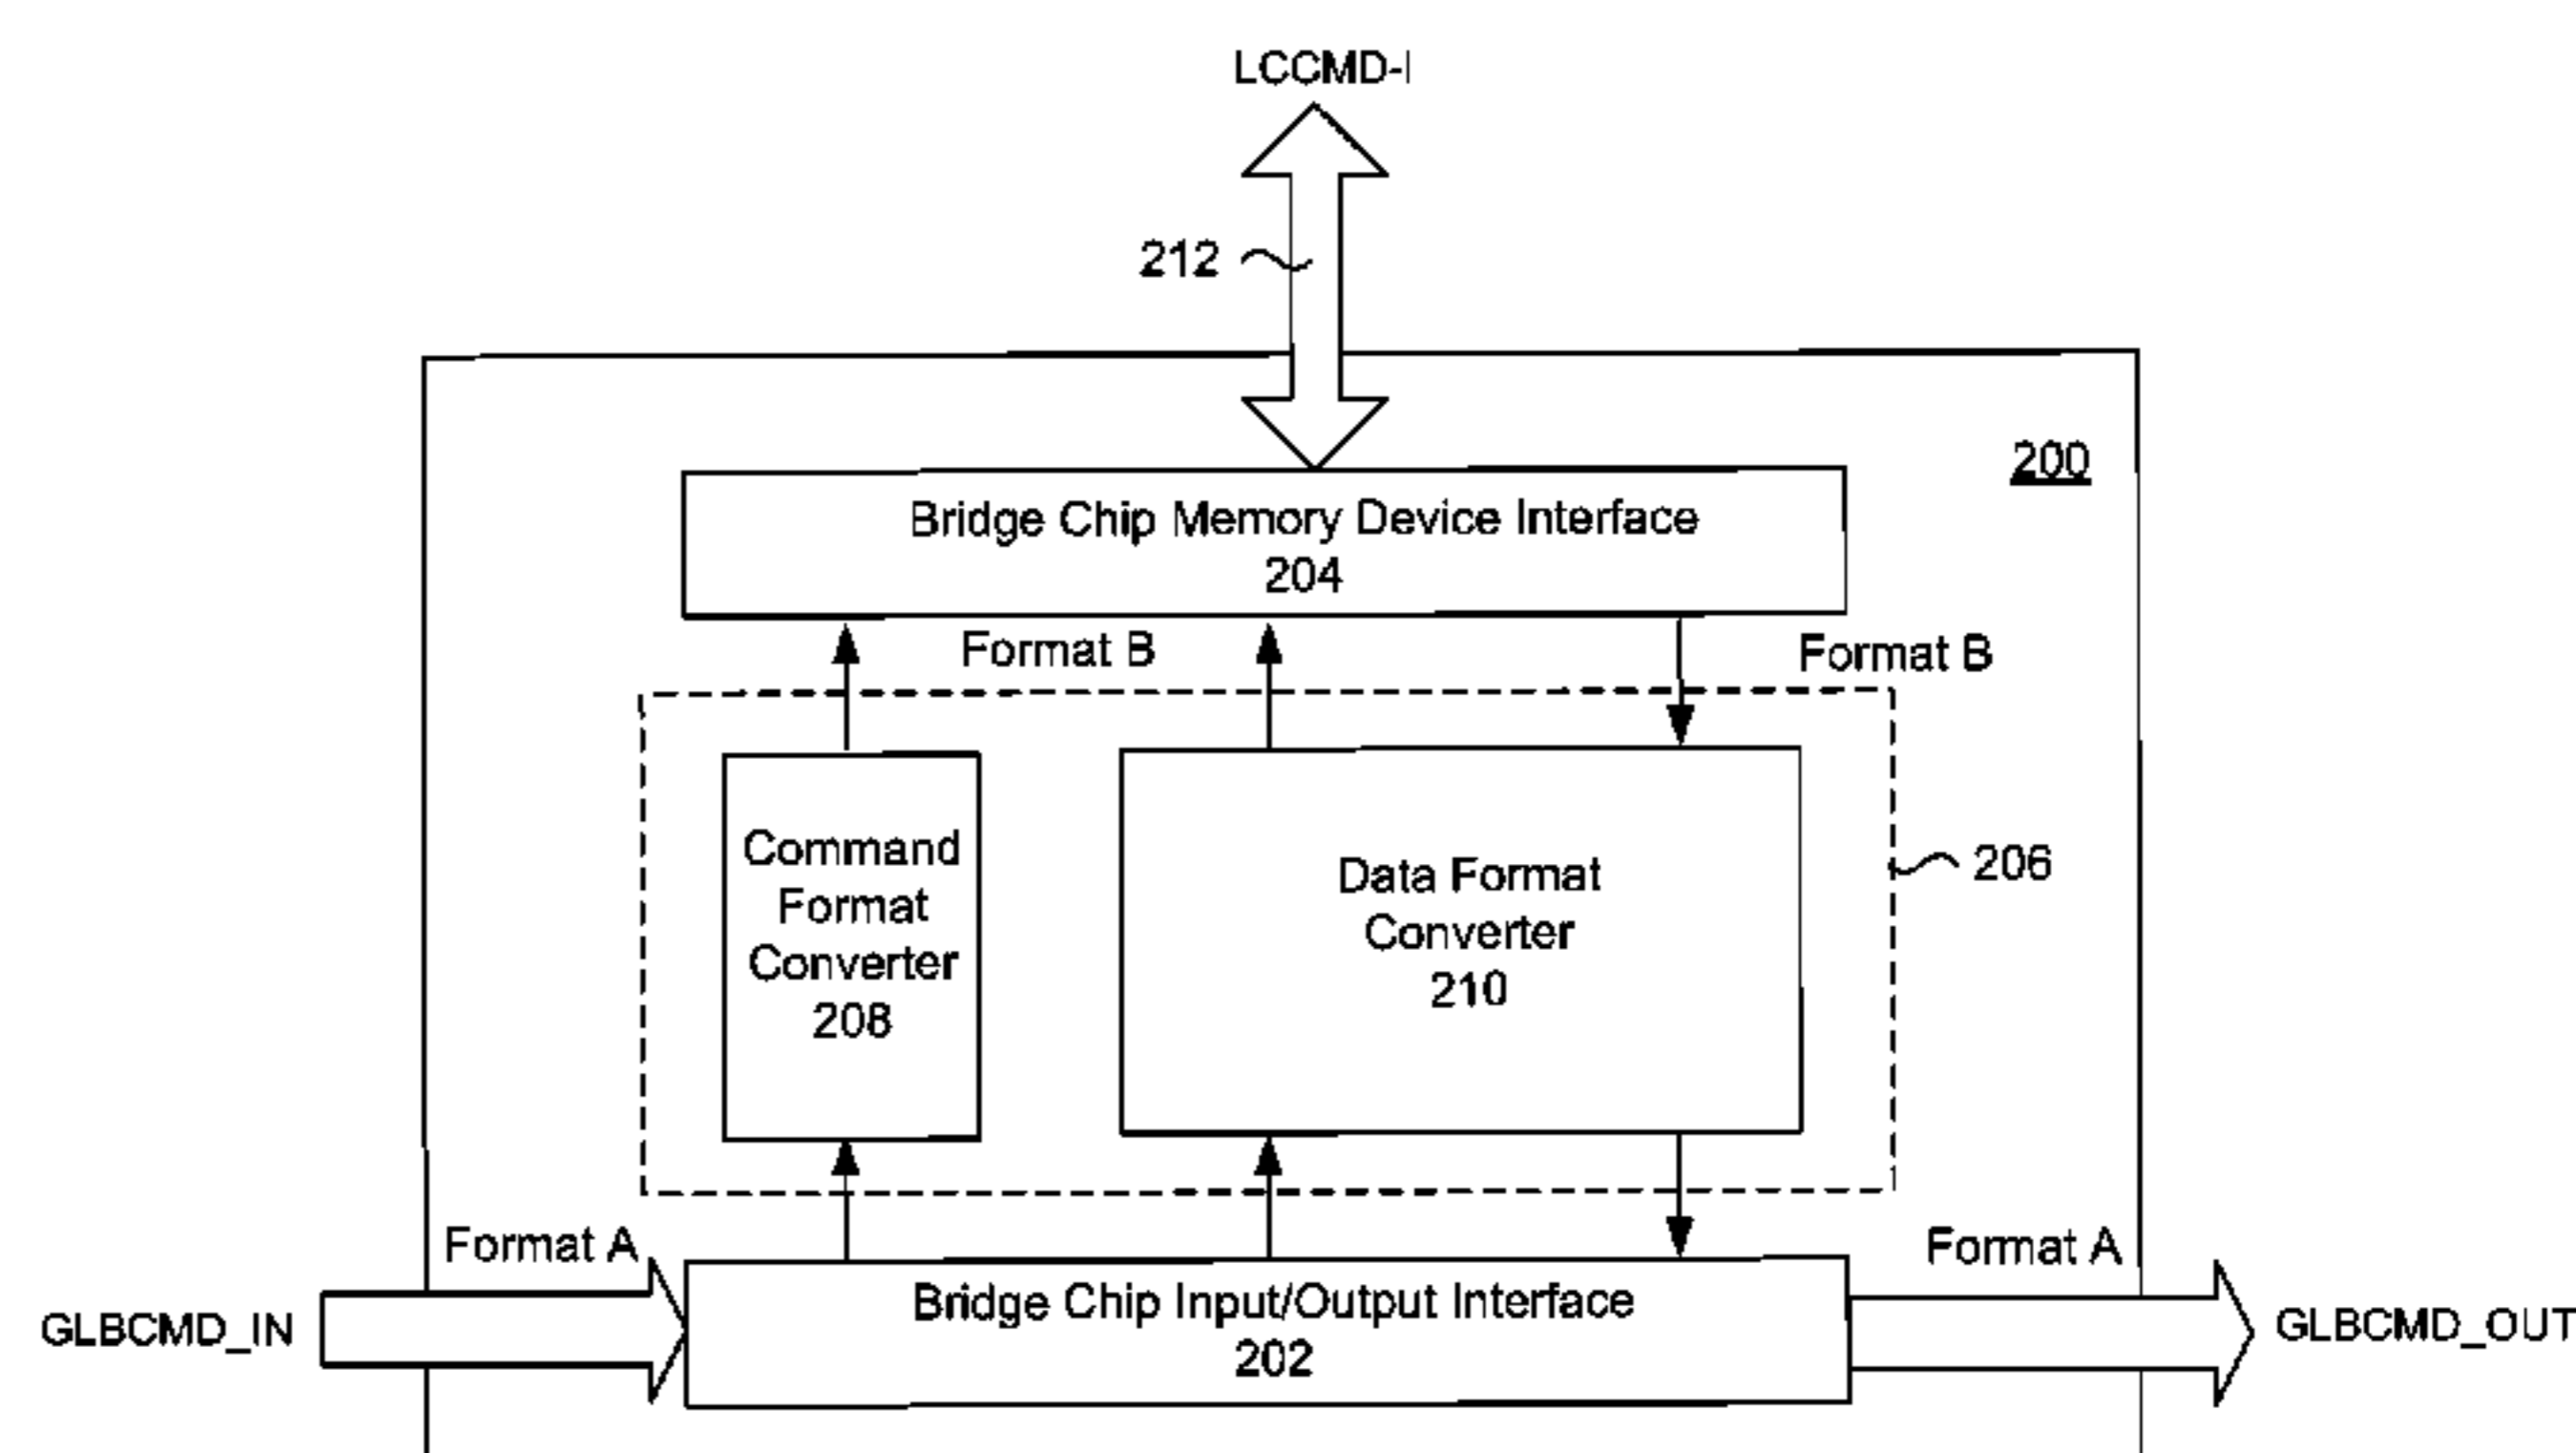 LCCMD-I
212
200
Bridge Chip Memory Device Interface
204
Format B
Format B
Command
Format
Converter
208
Data Format
Converter
210
206
Format A
Format A
GLBCMD_IN
Bridge Chip Input/Output Interface
202
GLBCMD_OUT